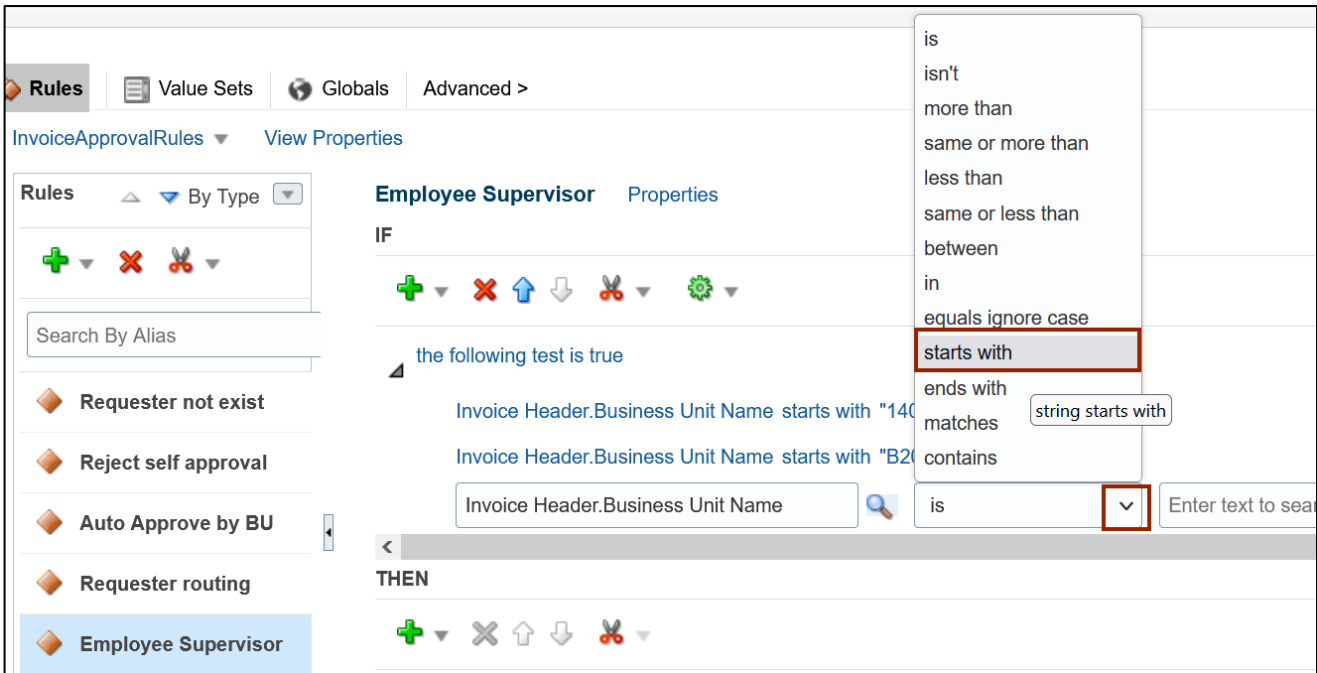 Rules Value Sets Globals Advanced >
InvoiceApprovalRules View Properties
Rules By Type
Search By Alias
Requester not exist
Reject self approval
Auto Approve by BU
Requester routing
Employee Supervisor
Employee Supervisor Properties
IF
the following test is true
Invoice Header.Business Unit Name starts with "140
Invoice Header.Business Unit Name starts with "B20
Invoice Header.Business Unit Name is Enter text to sear
is
isn't
more than
same or more than
less than
same or less than
between
in
equals ignore case
starts with
ends with
matches
contains
string starts with
THEN